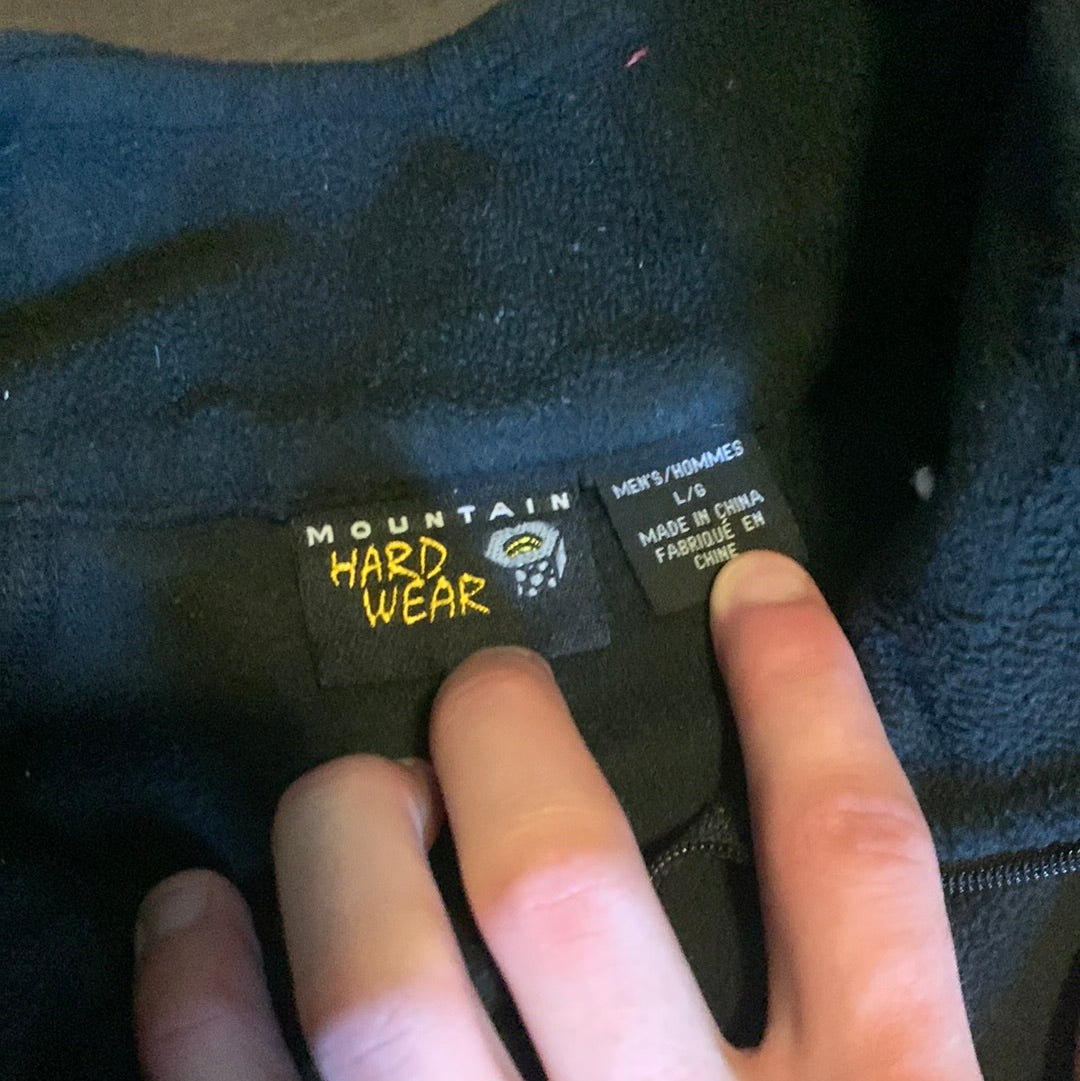 MOUNTAIN
HARD
WEAR
MEN'S/HOMMES
L/G
MADE IN CHINA
FABRIQUÉ EN
CHINE